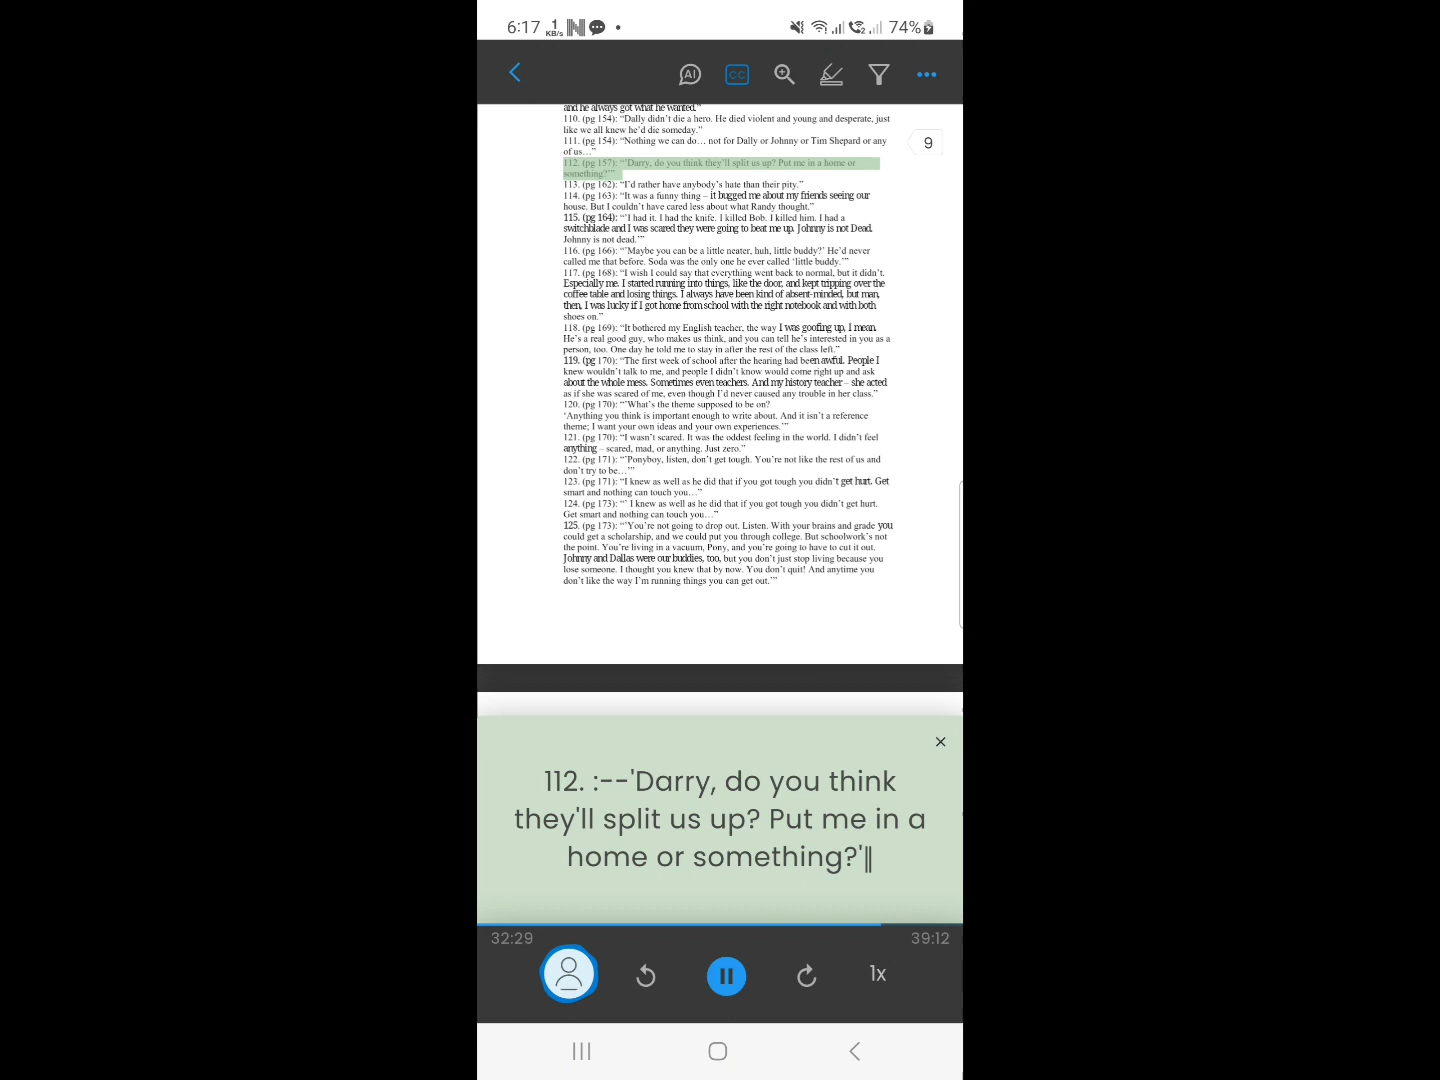 6:17 1 KB/s 74%
AI CC
and he always got what he wanted.”
110. (pg 154): “Dally didn’t die a hero. He died violent and young and desperate, just
like we all knew he’d die someday.”
111. (pg 154): “Nothing we can do… not for Dally or Johnny or Tim Shepard or any
of us…”
9
112. (pg 157): “’Darry, do you think they’ll split us up? Put me in a home or
something?’”
113. (pg 162): “I’d rather have anybody’s hate than their pity.”
114. (pg 163): “It was a funny thing – it bugged me about my friends seeing our
house. But I couldn’t have cared less about what Randy thought.”
115. (pg 164): “’I had it. I had the knife. I killed Bob. I killed him. I had a
switchblade and I was scared they were going to beat me up. Johnny is not Dead.
Johnny is not dead.’”
116. (pg 166): “’Maybe you can be a little neater, huh, little buddy?’ He’d never
called me that before. Soda was the only one he ever called ‘little buddy.’”
117. (pg 168): “I wish I could say that everything went back to normal, but it didn’t.
Especially me. I started running into things, like the door, and kept tripping over the
coffee table and losing things. I always have been kind of absent-minded, but man,
then, I was lucky if I got home from school with the right notebook and with both
shoes on.”
118. (pg 169): “It bothered my English teacher, the way I was goofing up, I mean.
He’s a real good guy, who makes us think, and you can tell he’s interested in you as a
person, too. One day he told me to stay in after the rest of the class left.”
119. (pg 170): “The first week of school after the hearing had been awful. People I
knew wouldn’t talk to me, and people I didn’t know would come right up and ask
about the whole mess. Sometimes even teachers. And my history teacher – she acted
as if she was scared of me, even though I’d never caused any trouble in her class.”
120. (pg 170): “’What’s the theme supposed to be on?
‘Anything you think is important enough to write about. And it isn’t a reference
theme; I want your own ideas and your own experiences.’”
121. (pg 170): “I wasn’t scared. It was the oddest feeling in the world. I didn’t feel
anything – scared, mad, or anything. Just zero.”
122. (pg 171): “’Ponyboy, listen, don’t get tough. You’re not like the rest of us and
don’t try to be…’”
123. (pg 171): “I knew as well as he did that if you got tough you didn’t get hurt. Get
smart and nothing can touch you…”
124. (pg 173): “’ I knew as well as he did that if you got tough you didn’t get hurt.
Get smart and nothing can touch you…”
125. (pg 173): “’You’re not going to drop out. Listen. With your brains and grade you
could get a scholarship, and we could put you through college. But schoolwork’s not
the point. You’re living in a vacuum, Pony, and you’re going to have to cut it out.
Johnny and Dallas were our buddies, too, but you don’t just stop living because you
lose someone. I thought you knew that by now. You don’t quit! And anytime you
don’t like the way I’m running things you can get out.’”
112. :--'Darry, do you think
they'll split us up? Put me in a
home or something?'‖
32:29 39:12
1x